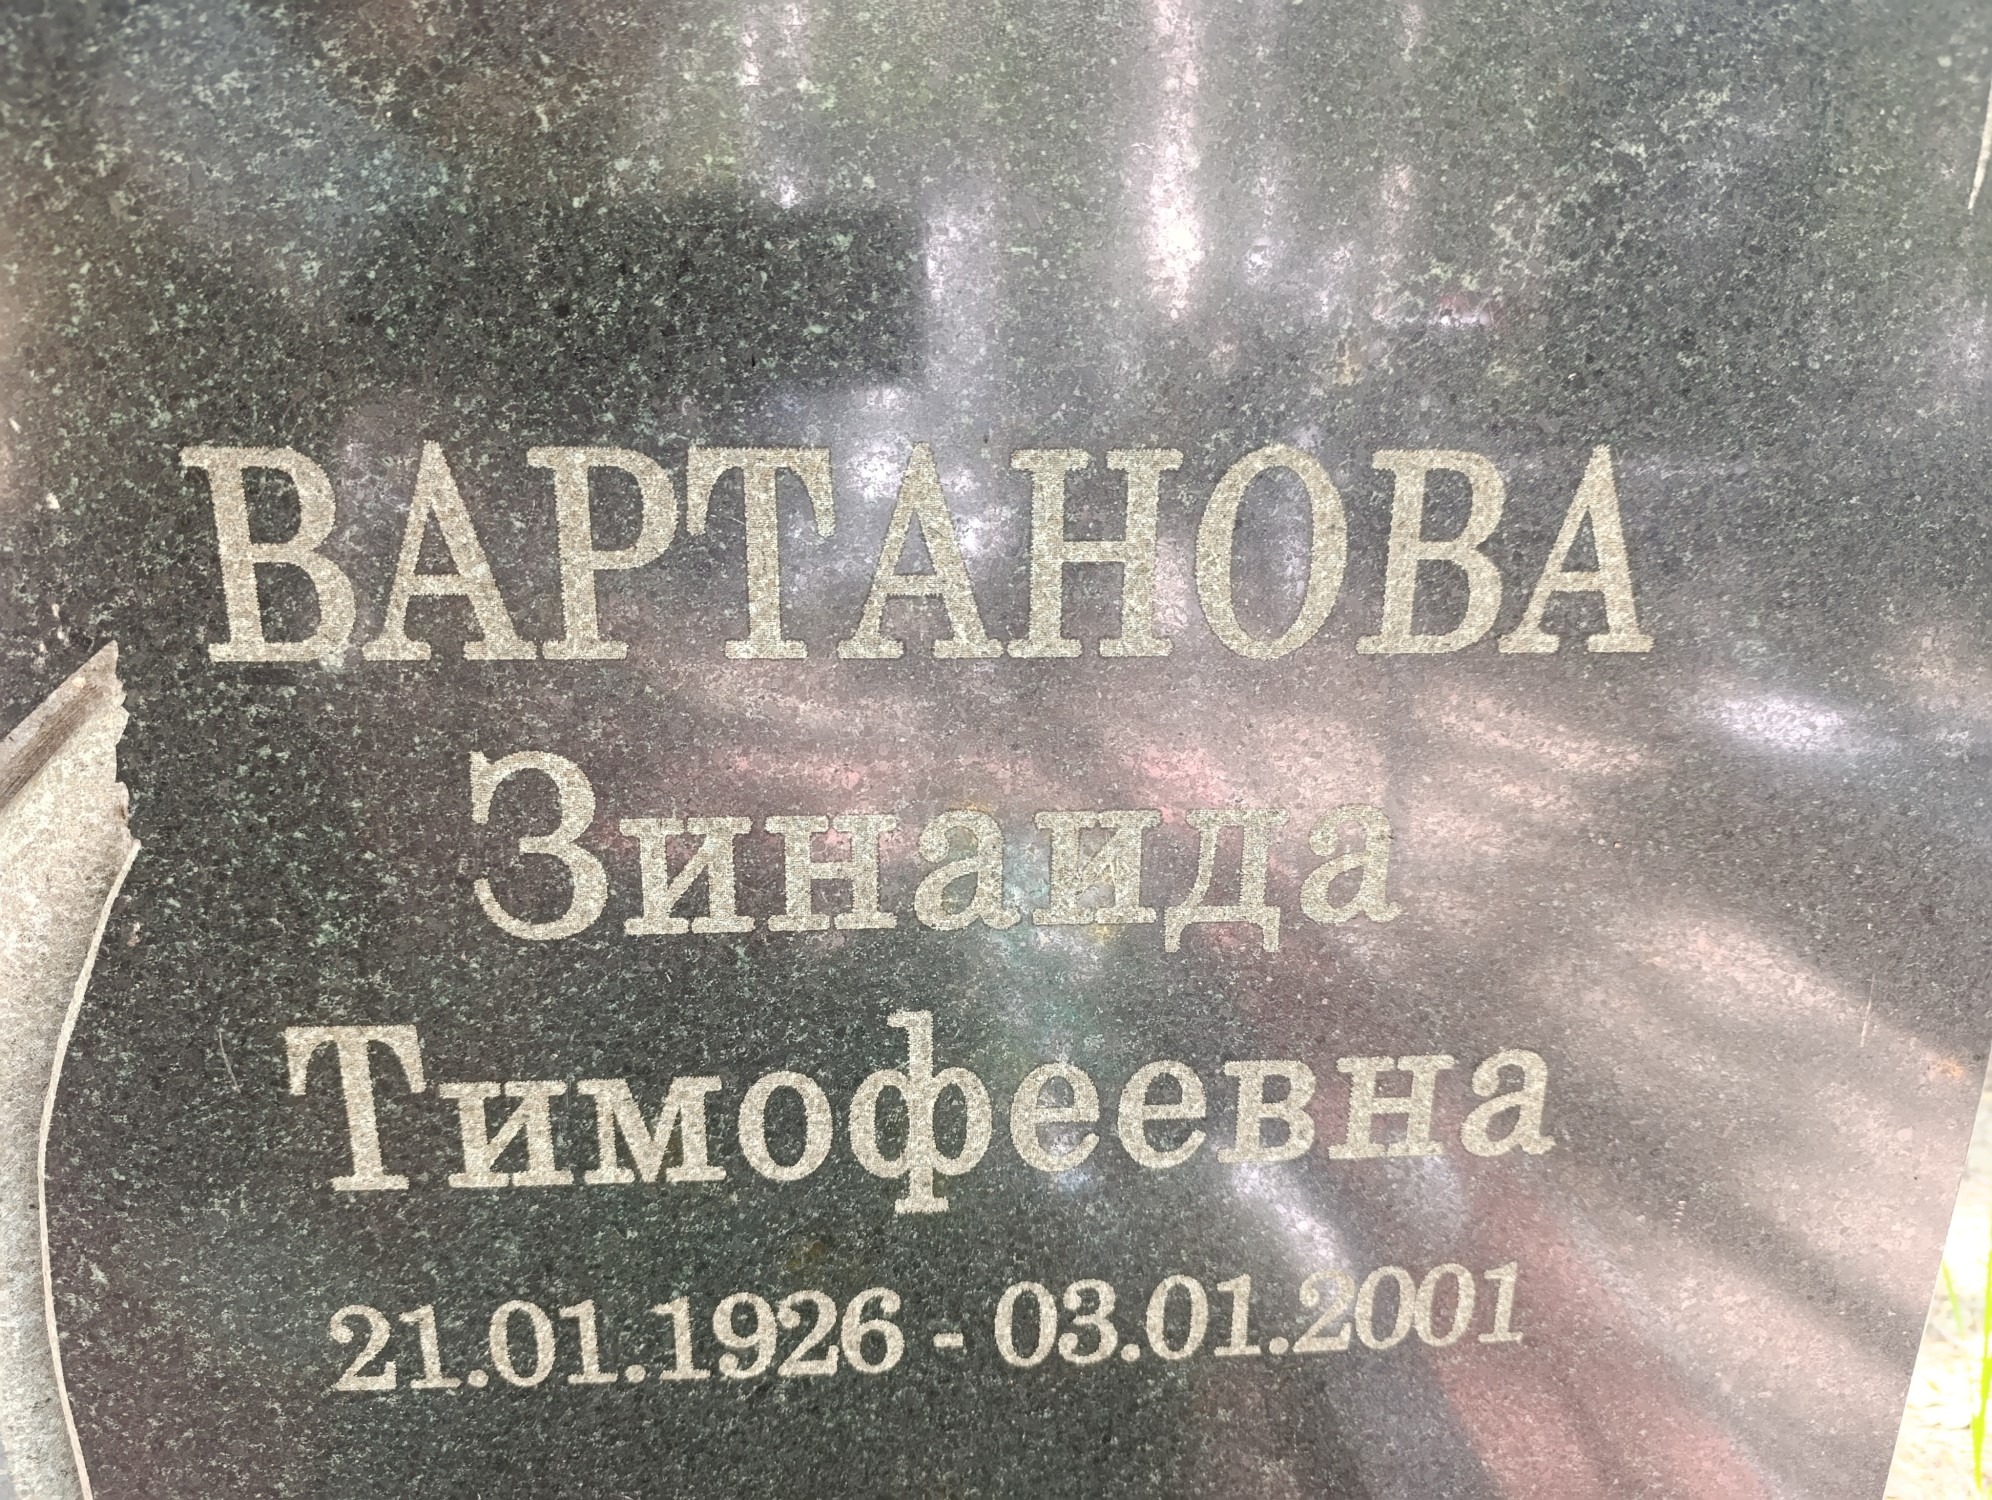 ВАРТАНОВА
Зинаида
Тимофеевна
21.01.1926 - 03.01.2001